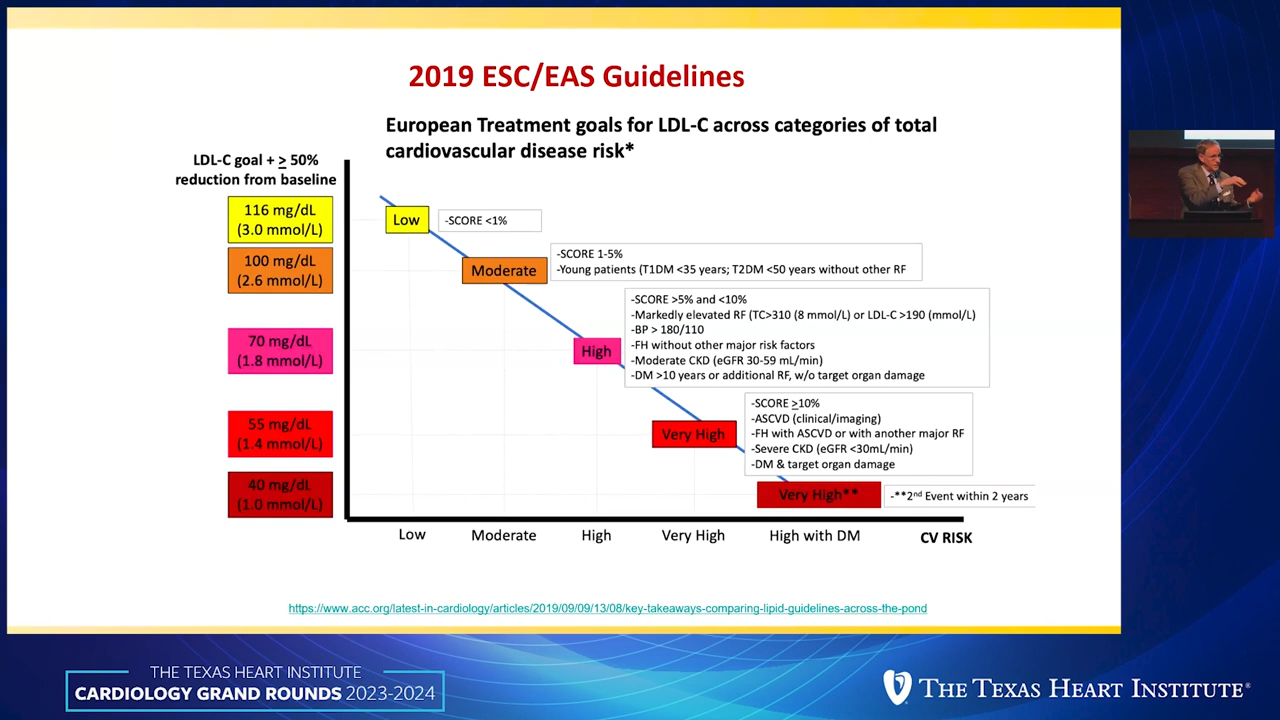 2019 ESC/EAS Guidelines
European Treatment goals for LDL-C across categories of total
cardiovascular disease risk*
LDL-C goal + ≥ 50%
reduction from baseline
116 mg/dL
(3.0 mmol/L)
100 mg/dL
(2.6 mmol/L)
70 mg/dL
(1.8 mmol/L)
55 mg/dL
(1.4 mmol/L)
40 mg/dL
(1.0 mmol/L)
Low
-SCORE <1%
Moderate
-SCORE 1-5%
-Young patients (T1DM <35 years; T2DM <50 years without other RF
High
-SCORE >5% and <10%
-Markedly elevated RF (TC>310 (8 mmol/L) or LDL-C >190 (mmol/L)
-BP > 180/110
-FH without other major risk factors
-Moderate CKD (eGFR 30-59 mL/min)
-DM >10 years or additional RF, w/o target organ damage
Very High
-SCORE ≥10%
-ASCVD (clinical/imaging)
-FH with ASCVD or with another major RF
-Severe CKD (eGFR <30mL/min)
-DM & target organ damage
Very High**
-**2nd Event within 2 years
Low
Moderate
High
Very High
High with DM
CV RISK
https://www.acc.org/latest-in-cardiology/articles/2019/09/09/13/08/key-takeaways-comparing-lipid-guidelines-across-the-pond
THE TEXAS HEART INSTITUTE
CARDIOLOGY GRAND ROUNDS 2023-2024
THE TEXAS HEART INSTITUTE®